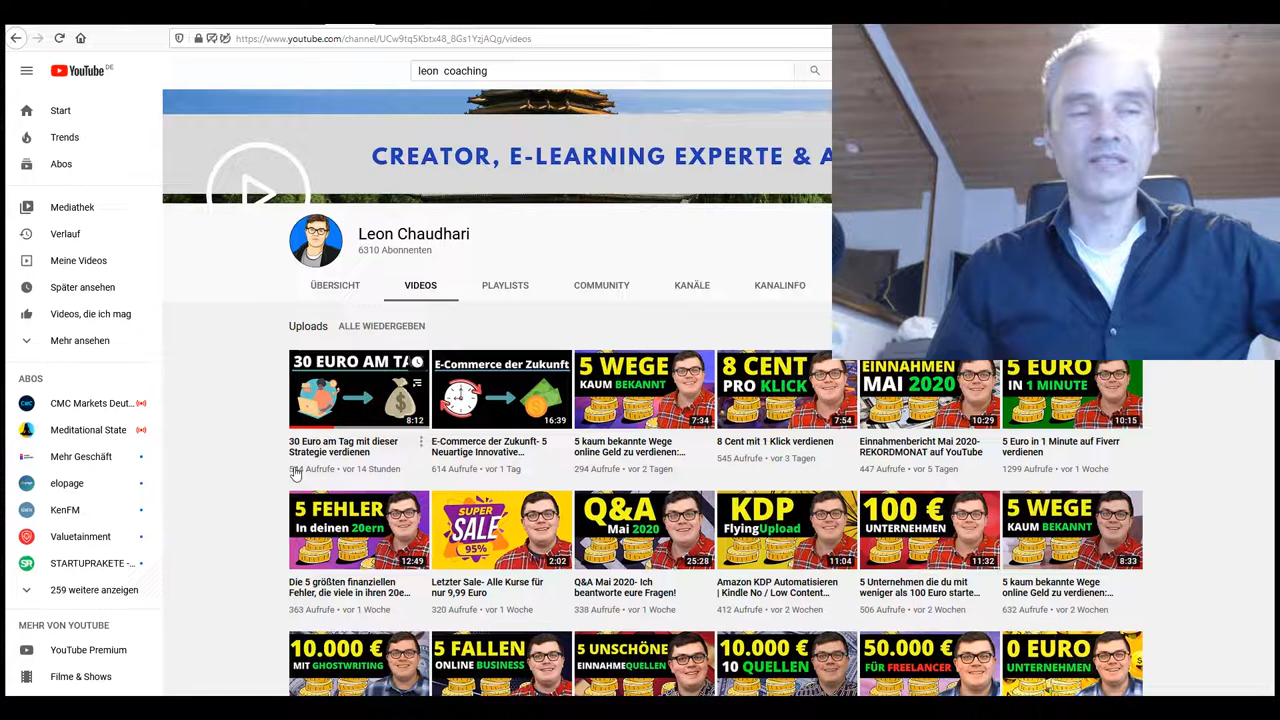 https://www.youtube.com/channel/UCw9tq5Kbtx48_8Gs1YzjAQg/videos
YouTube DE
leon coaching
Start
Trends
Abos
Mediathek
Verlauf
Meine Videos
Später ansehen
Videos, die ich mag
Mehr ansehen
ABOS
CMC Markets Deut...
Meditational State
Mehr Geschäft
elopage
KenFM
Valuetainment
STARTUPRAKETE -...
259 weitere anzeigen
MEHR VON YOUTUBE
YouTube Premium
Filme & Shows
CREATOR, E-LEARNING EXPERTE & A
Leon Chaudhari
6310 Abonnenten
ÜBERSICHT
VIDEOS
PLAYLISTS
COMMUNITY
KANÄLE
KANALINFO
Uploads
ALLE WIEDERGEBEN
30 EURO AM TA
8:12
30 Euro am Tag mit dieser
Strategie verdienen
Aufrufe • vor 14 Stunden
E-Commerce der Zukunft
16:39
E-Commerce der Zukunft- 5
Neuartige Innovative...
614 Aufrufe • vor 1 Tag
5 WEGE
KAUM BEKANNT
7:34
5 kaum bekannte Wege
online Geld zu verdienen:...
294 Aufrufe • vor 2 Tagen
8 CENT
PRO KLICK
7:54
8 Cent mit 1 Klick verdienen
545 Aufrufe • vor 3 Tagen
EINNAHMEN
MAI 2020
10:29
Einnahmenbericht Mai 2020-
REKORDMONAT auf YouTube
447 Aufrufe • vor 5 Tagen
5 EURO
IN 1 MINUTE
10:15
5 Euro in 1 Minute auf Fiverr
verdienen
1299 Aufrufe • vor 1 Woche
5 FEHLER
In deinen 20ern
12:49
Die 5 größten finanziellen
Fehler, die viele in ihren 20e...
363 Aufrufe • vor 1 Woche
SUPER
SALE
95%
2:02
Letzter Sale- Alle Kurse für
nur 9,99 Euro
320 Aufrufe • vor 1 Woche
Q&A
Mai 2020
25:28
Q&A Mai 2020- Ich
beantworte eure Fragen!
338 Aufrufe • vor 1 Woche
KDP
FlyingUpload
11:04
Amazon KDP Automatisieren
| Kindle No / Low Content...
412 Aufrufe • vor 2 Wochen
100 €
UNTERNEHMEN
11:32
5 Unternehmen die du mit
weniger als 100 Euro starte...
506 Aufrufe • vor 2 Wochen
5 WEGE
KAUM BEKANNT
8:33
5 kaum bekannte Wege
online Geld zu verdienen:...
632 Aufrufe • vor 2 Wochen
10.000 €
MIT GHOSTWRITING
5 FALLEN
ONLINE BUSINESS
5 UNSCHÖNE
EINNAHMEQUELLEN
10.000 €
10 QUELLEN
50.000 €
FÜR FREELANCER
0 EURO
UNTERNEHMEN